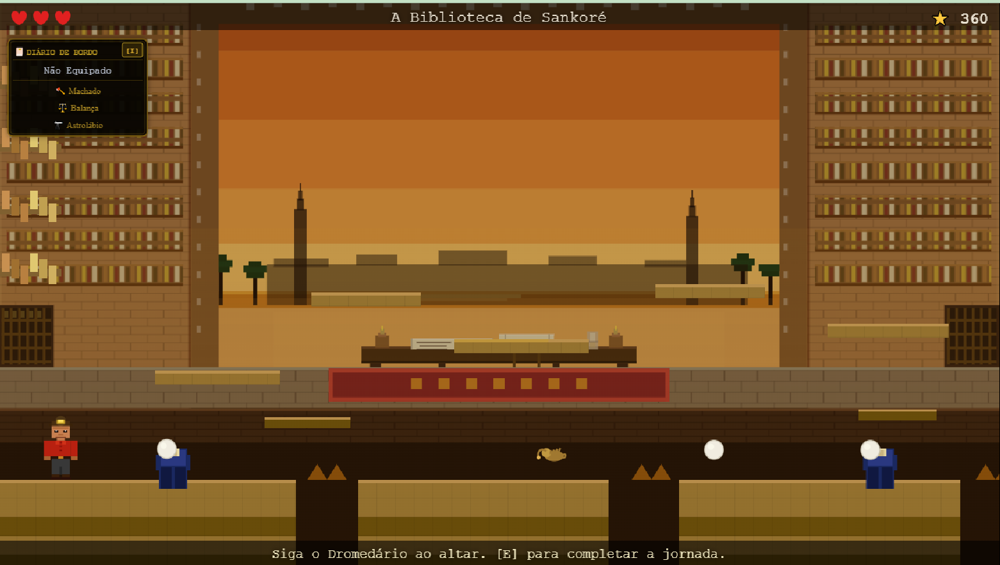 A Biblioteca de Sankoré
360
DIÁRIO DE BORDO [I]
Não Equipado
Machado
Balança
Astrolábio
Siga o Dromedário ao altar. [E] para completar a jornada.